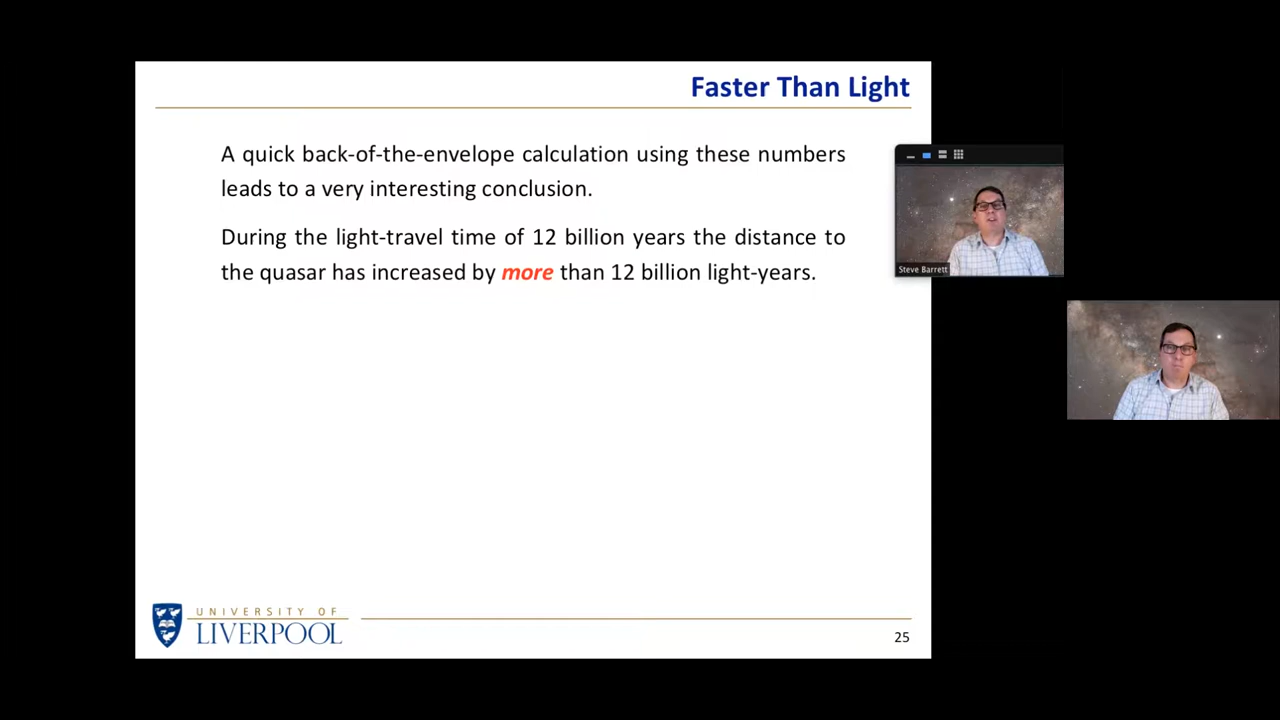 Faster Than Light
A quick back-of-the-envelope calculation using these numbers
leads to a very interesting conclusion.
During the light-travel time of 12 billion years the distance to
the quasar has increased by more than 12 billion light-years.
Steve Barrett
UNIVERSITY OF
LIVERPOOL
25